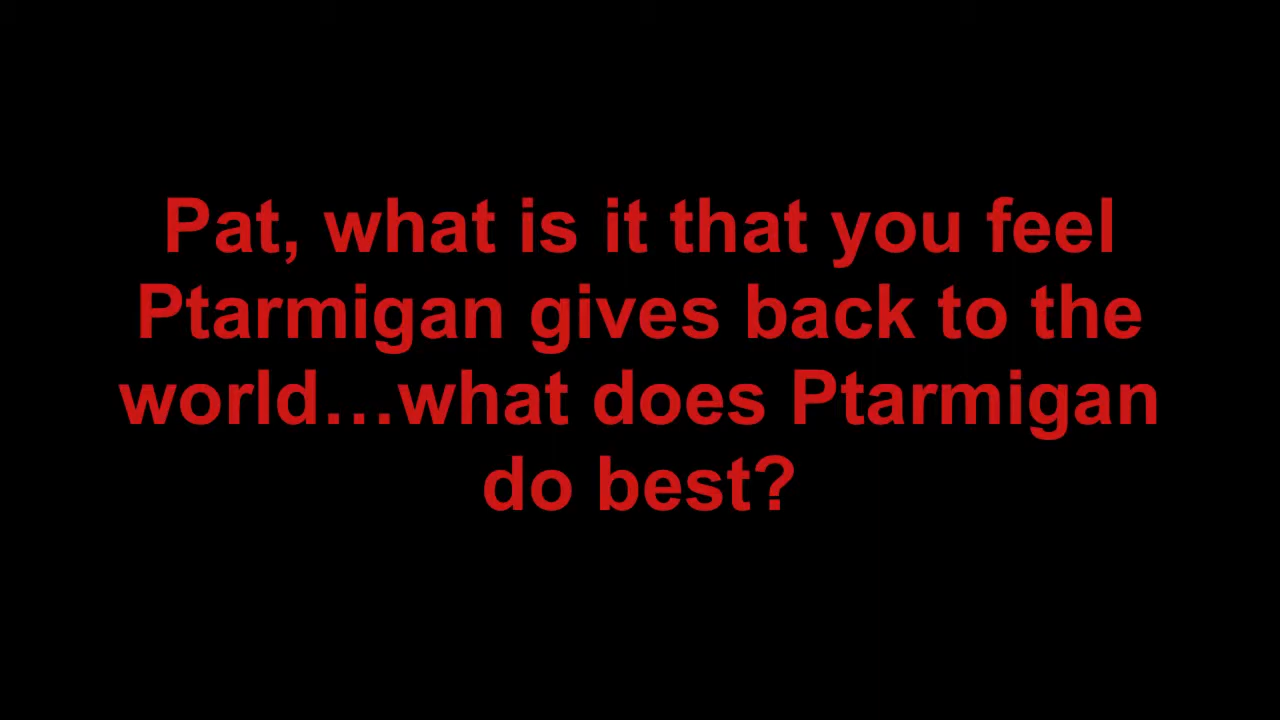 Pat, what is it that you feel
Ptarmigan gives back to the
world…what does Ptarmigan
do best?